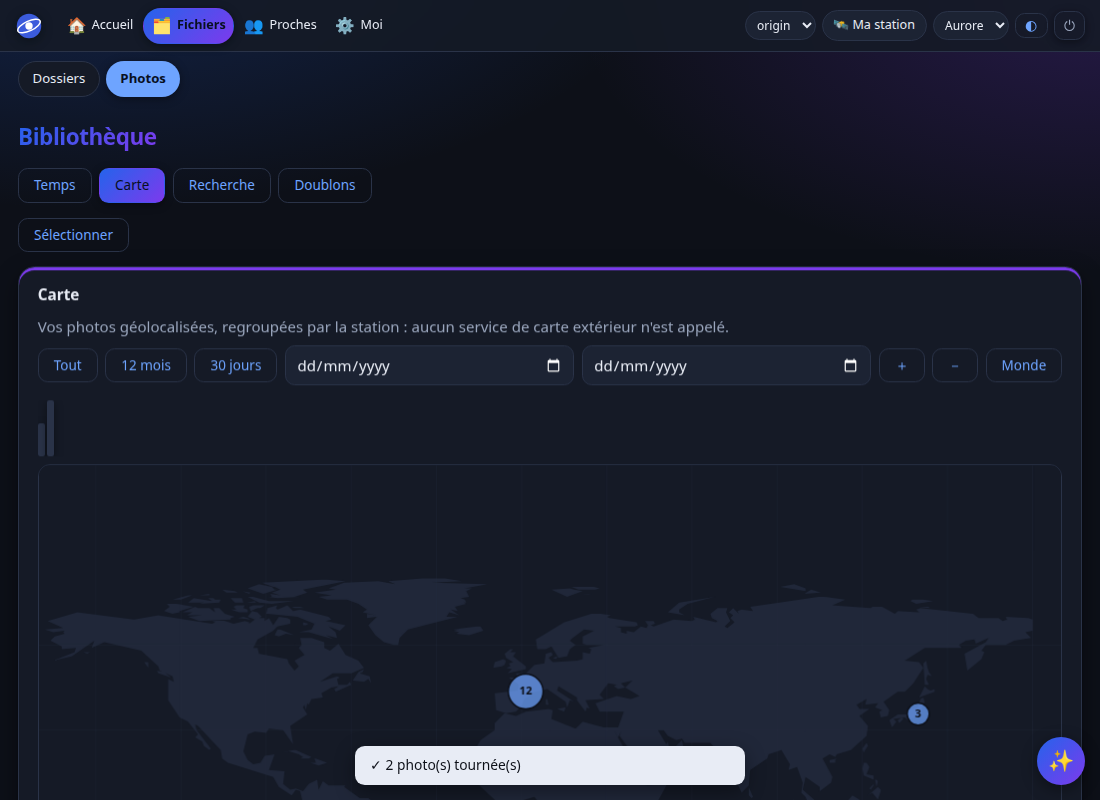 Accueil
Fichiers
Proches
Moi
origin
Ma station
Aurore
Dossiers
Photos
Bibliothèque
Temps
Carte
Recherche
Doublons
Sélectionner
Carte
Vos photos géolocalisées, regroupées par la station : aucun service de carte extérieur n'est appelé.
Tout
12 mois
30 jours
dd/mm/yyyy
dd/mm/yyyy
+
−
Monde
12
3
✓ 2 photo(s) tournée(s)